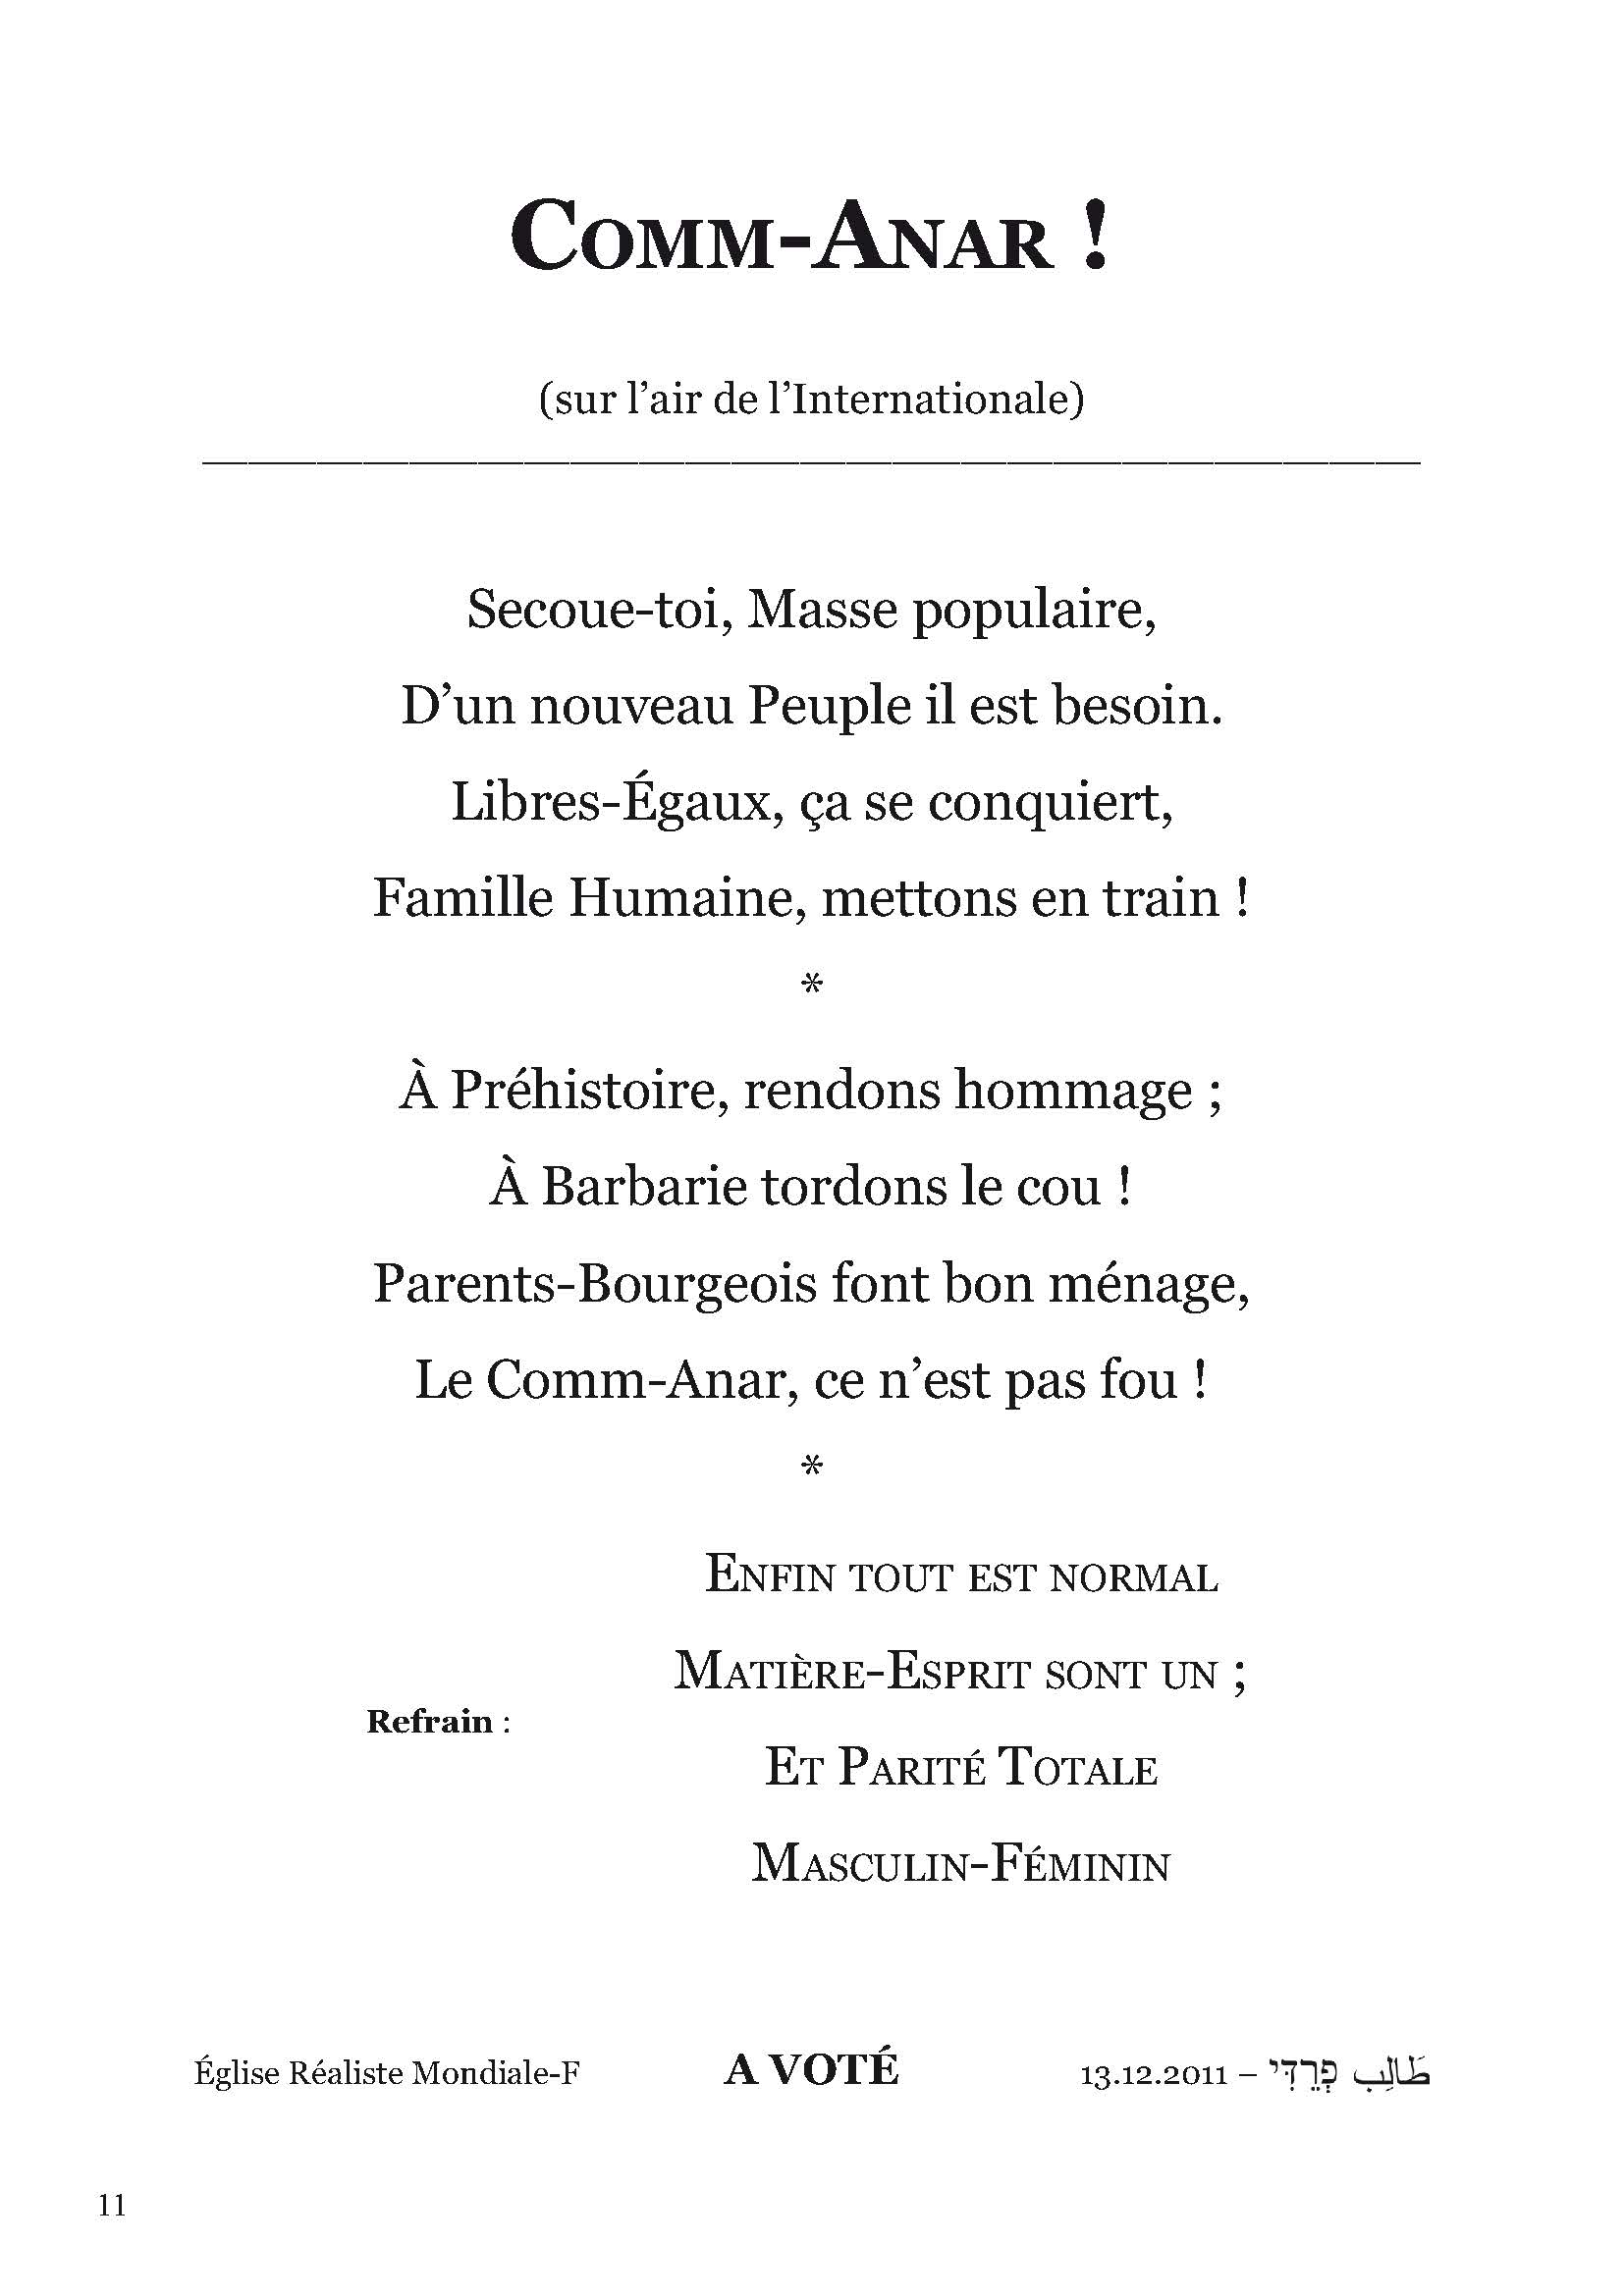 COMM-ANAR !
(sur l’air de l’Internationale)
Secoue-toi, Masse populaire,
D’un nouveau Peuple il est besoin.
Libres-Égaux, ça se conquiert,
Famille Humaine, mettons en train !
*
À Préhistoire, rendons hommage ;
À Barbarie tordons le cou !
Parents-Bourgeois font bon ménage,
Le Comm-Anar, ce n’est pas fou !
*
Refrain :
ENFIN TOUT EST NORMAL
MATIÈRE-ESPRIT SONT UN ;
ET PARITÉ TOTALE
MASCULIN-FÉMININ
Église Réaliste Mondiale-F A VOTÉ 13.12.2011 – طَالِب פְרֵדִּי
11